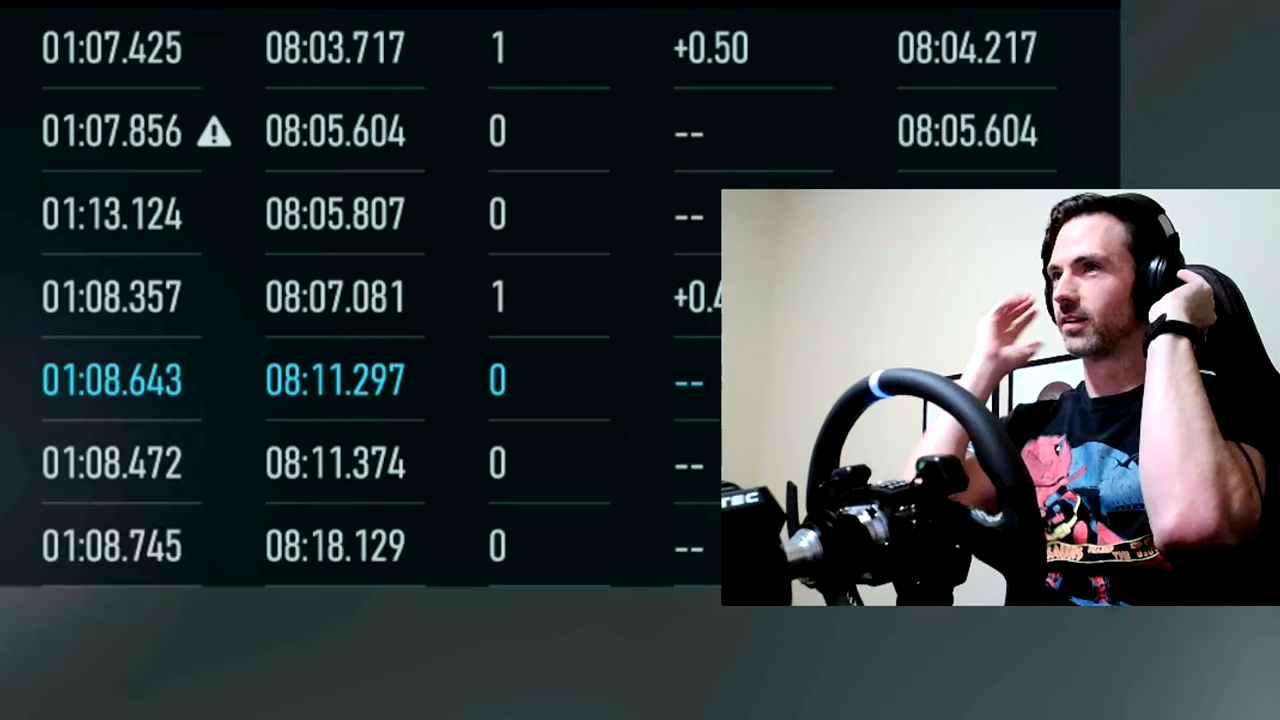 01:07.425 08:03.717 1 +0.50 08:04.217
01:07.856 08:05.604 0 -- 08:05.604
01:13.124 08:05.807 0 --
01:08.357 08:07.081 1
01:08.643 08:11.297 0 --
01:08.472 08:11.374 0 --
01:08.745 08:18.129 0 --
TEC